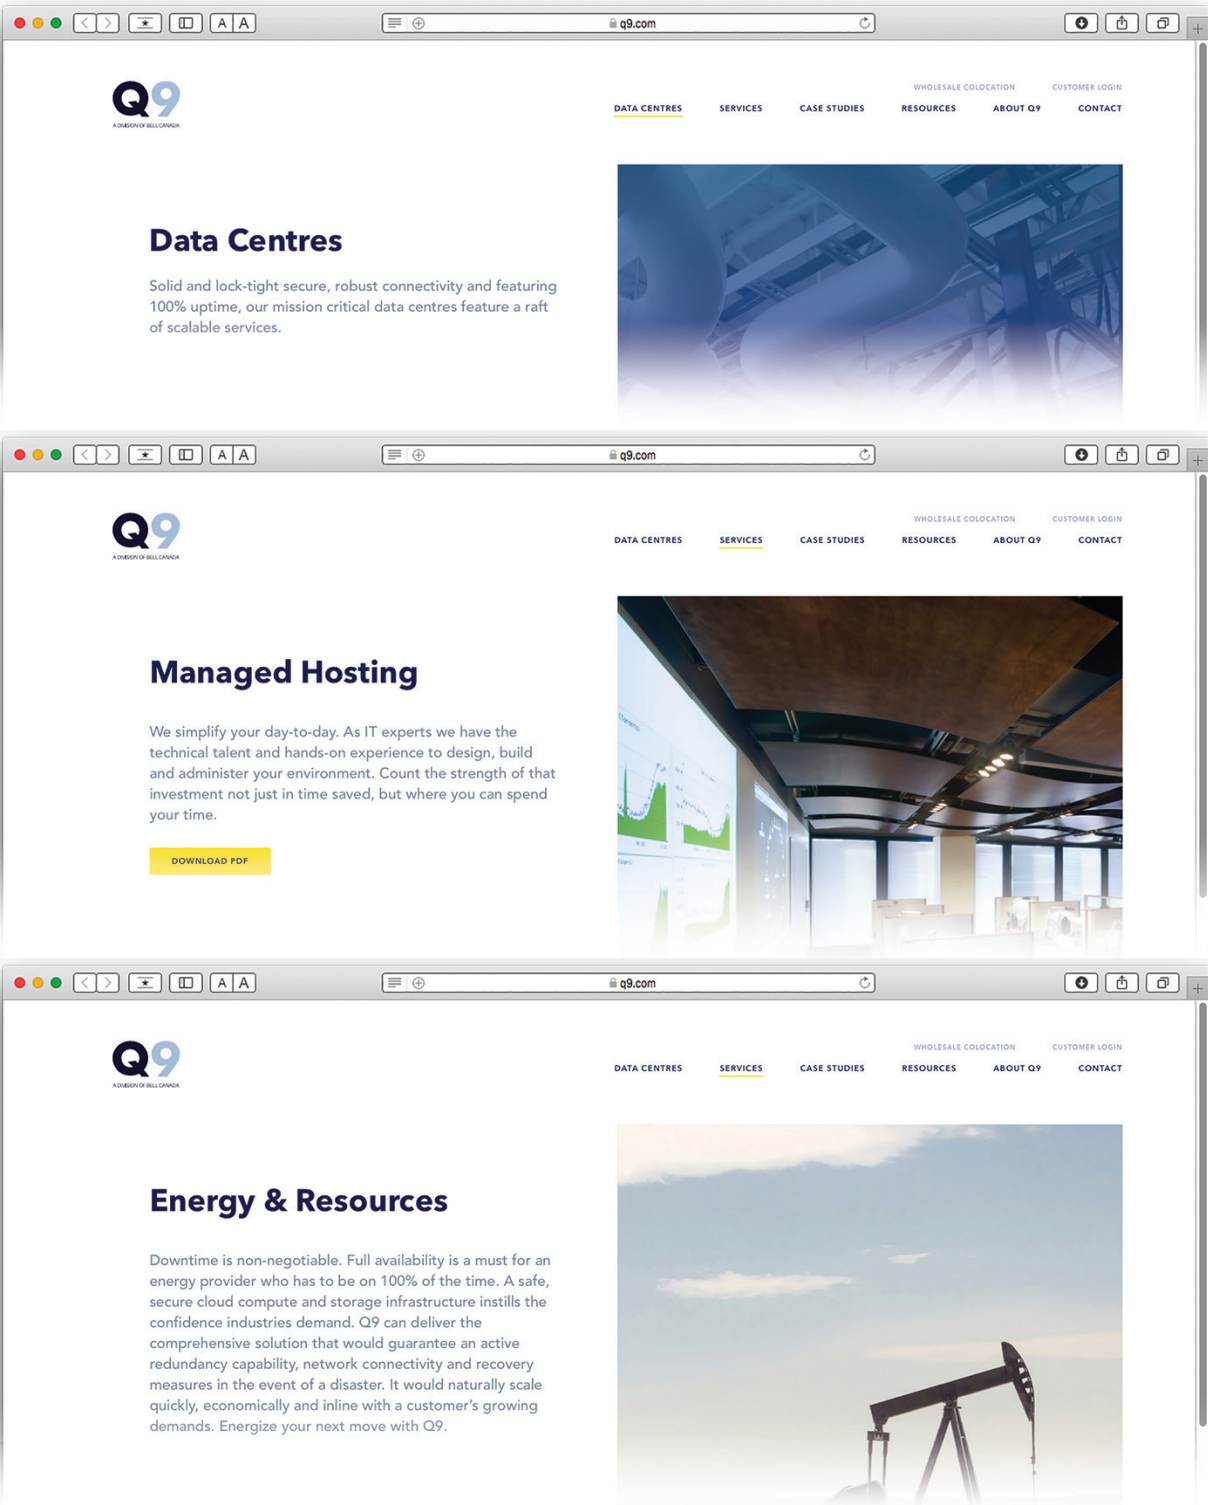 A A
q9.com
Q9
A DIVISION OF BELL CANADA
WHOLESALE COLOCATION CUSTOMER LOGIN
DATA CENTRES SERVICES CASE STUDIES RESOURCES ABOUT Q9 CONTACT
Data Centres
Solid and lock-tight secure, robust connectivity and featuring
100% uptime, our mission critical data centres feature a raft
of scalable services.
A A
q9.com
Q9
A DIVISION OF BELL CANADA
WHOLESALE COLOCATION CUSTOMER LOGIN
DATA CENTRES SERVICES CASE STUDIES RESOURCES ABOUT Q9 CONTACT
Managed Hosting
We simplify your day-to-day. As IT experts we have the
technical talent and hands-on experience to design, build
and administer your environment. Count the strength of that
investment not just in time saved, but where you can spend
your time.
DOWNLOAD PDF
A A
q9.com
Q9
A DIVISION OF BELL CANADA
WHOLESALE COLOCATION CUSTOMER LOGIN
DATA CENTRES SERVICES CASE STUDIES RESOURCES ABOUT Q9 CONTACT
Energy & Resources
Downtime is non-negotiable. Full availability is a must for an
energy provider who has to be on 100% of the time. A safe,
secure cloud compute and storage infrastructure instills the
confidence industries demand. Q9 can deliver the
comprehensive solution that would guarantee an active
redundancy capability, network connectivity and recovery
measures in the event of a disaster. It would naturally scale
quickly, economically and inline with a customer's growing
demands. Energize your next move with Q9.